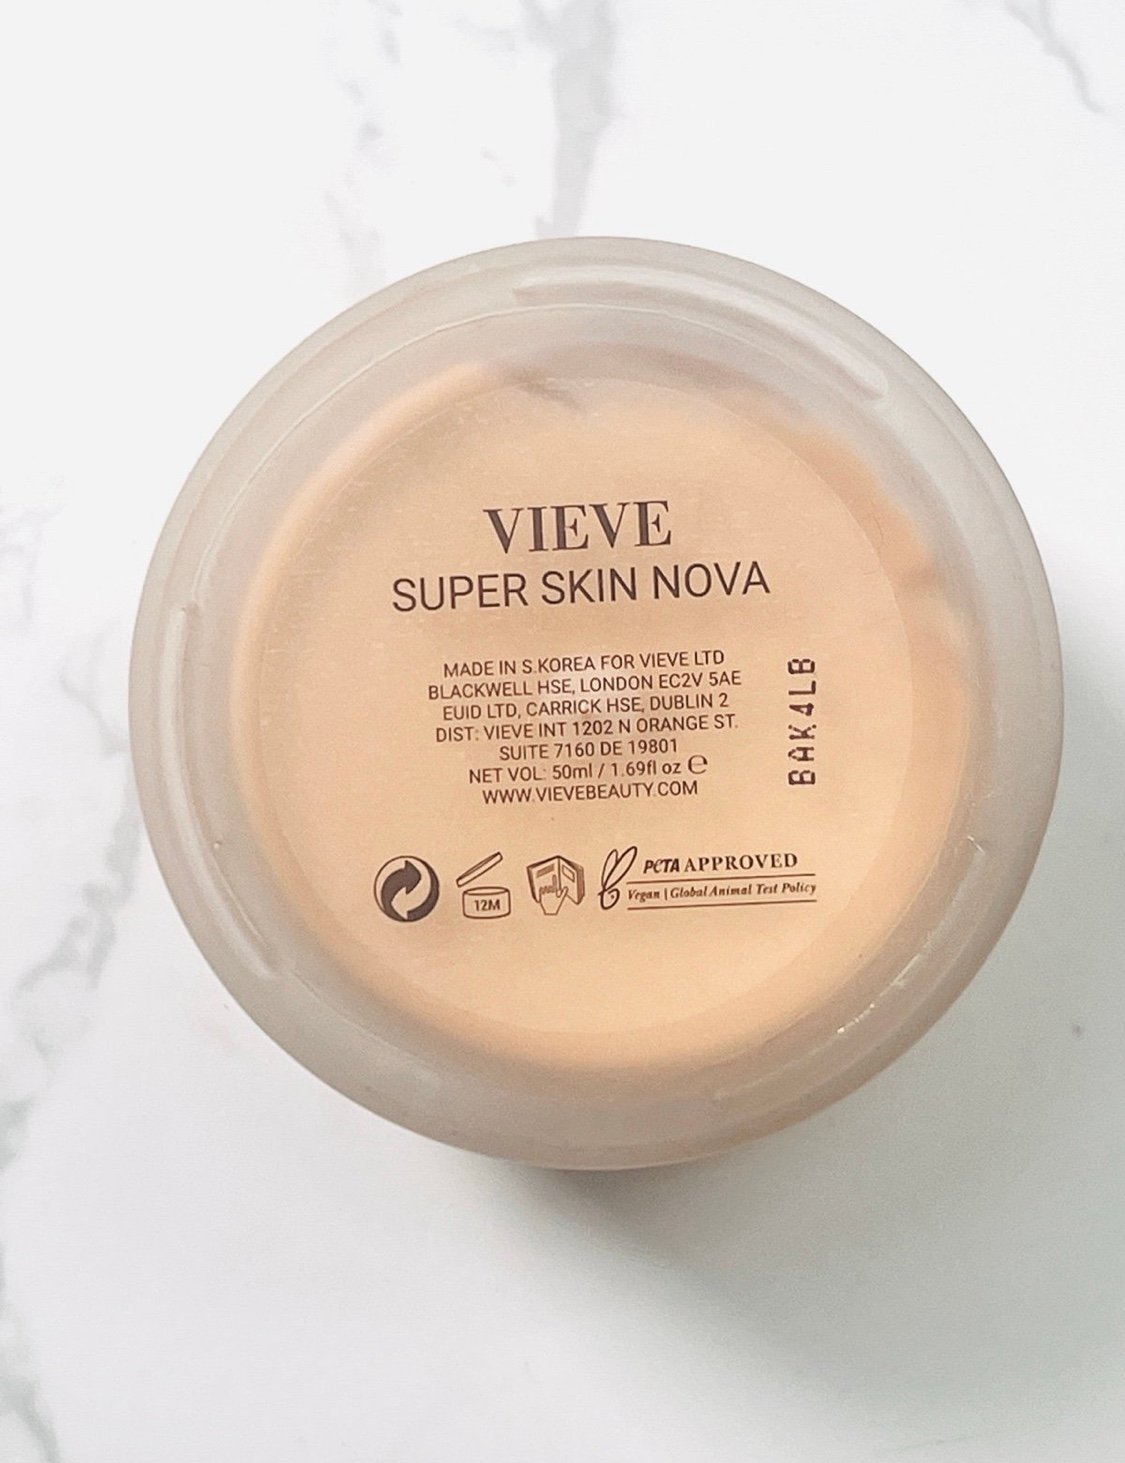 VIEVE
SUPER SKIN NOVA
MADE IN S.KOREA FOR VIEVE LTD
BLACKWELL HSE, LONDON EC2V 5AE
EUID LTD, CARRICK HSE, DUBLIN 2
DIST: VIEVE INT 1202 N ORANGE ST.
SUITE 7160 DE 19801
NET VOL: 50ml / 1.69fl oz ℮
WWW.VIEVEBEAUTY.COM
BAK4LB
12M
PETA APPROVED
Vegan | Global Animal Test Policy